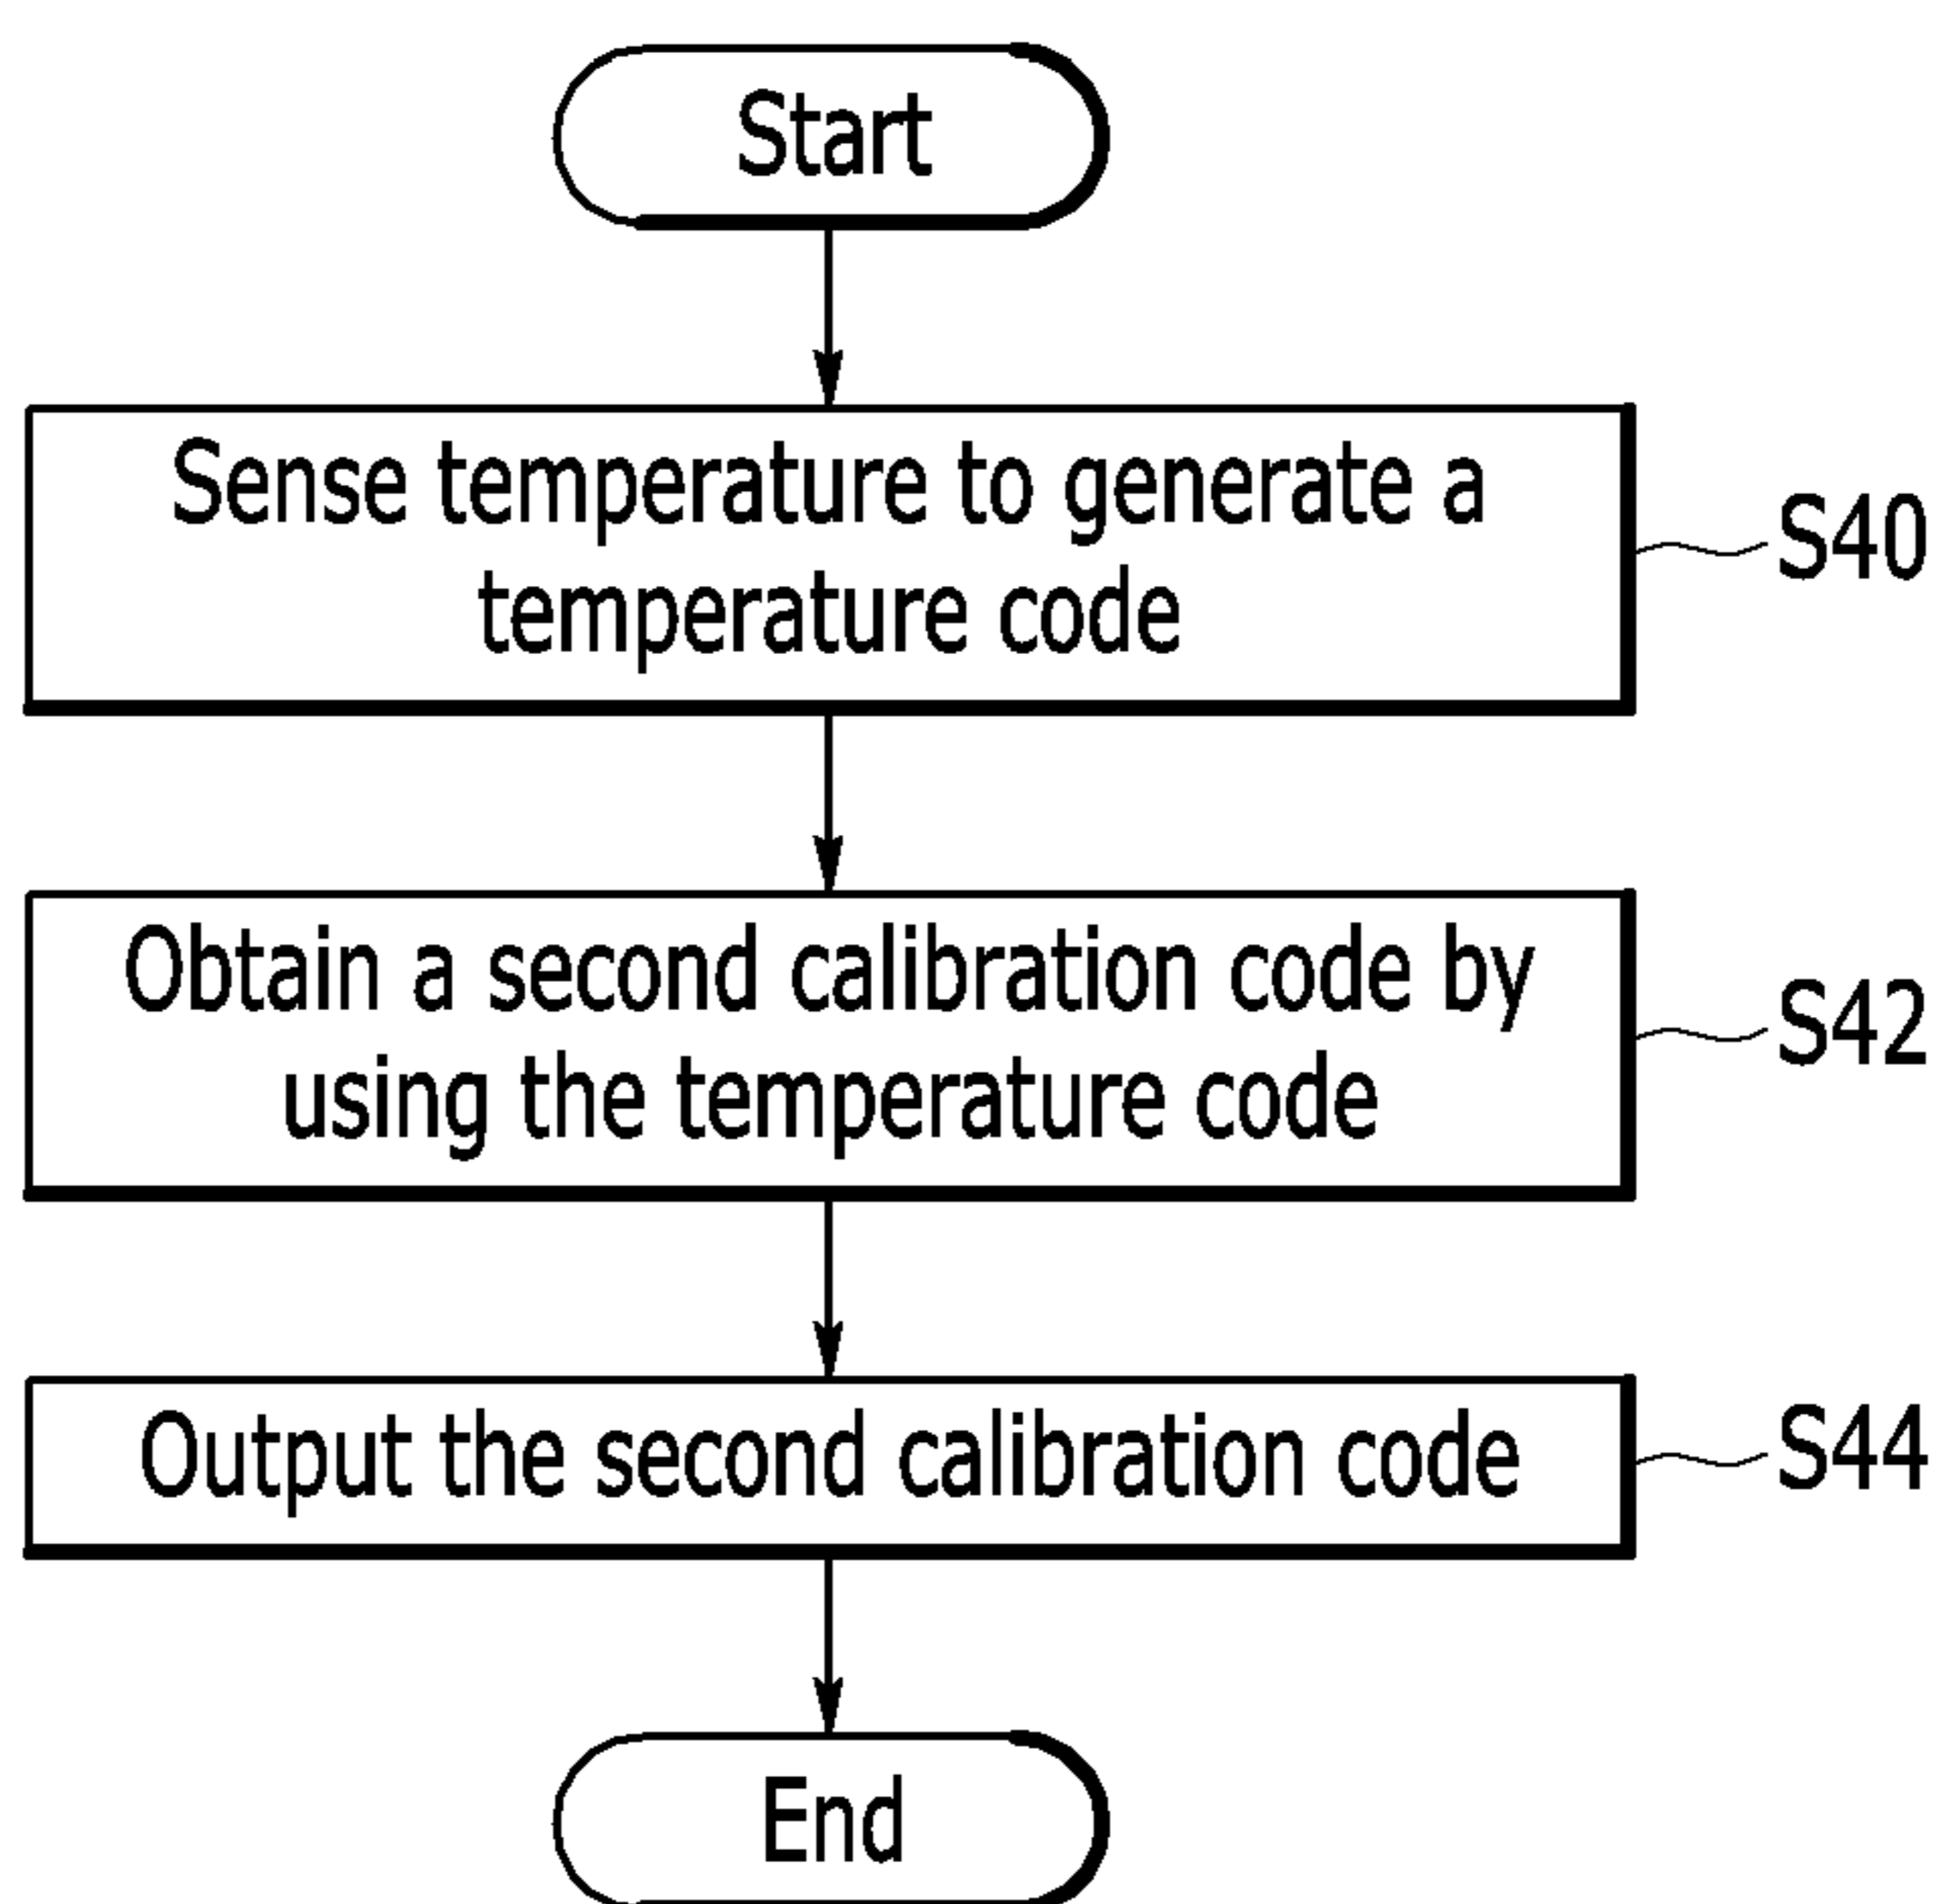 Start
Sense temperature to generate a
temperature code
S40
Obtain a second calibration code by
using the temperature code
S42
Output the second calibration code
S44
End